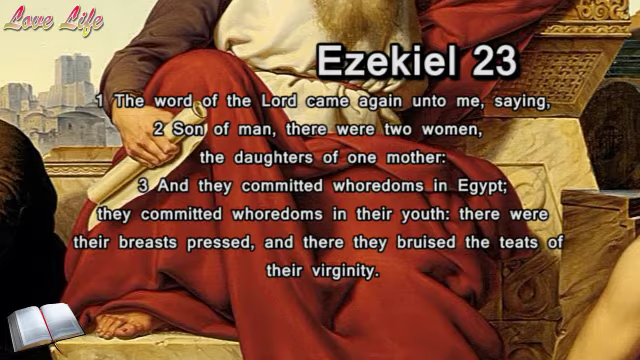 Love Life
Ezekiel 23
1 The word of the Lord came again unto me, saying,
2 Son of man, there were two women,
the daughters of one mother:
3 And they committed whoredoms in Egypt;
they committed whoredoms in their youth: there were
their breasts pressed, and there they bruised the teats of
their virginity.